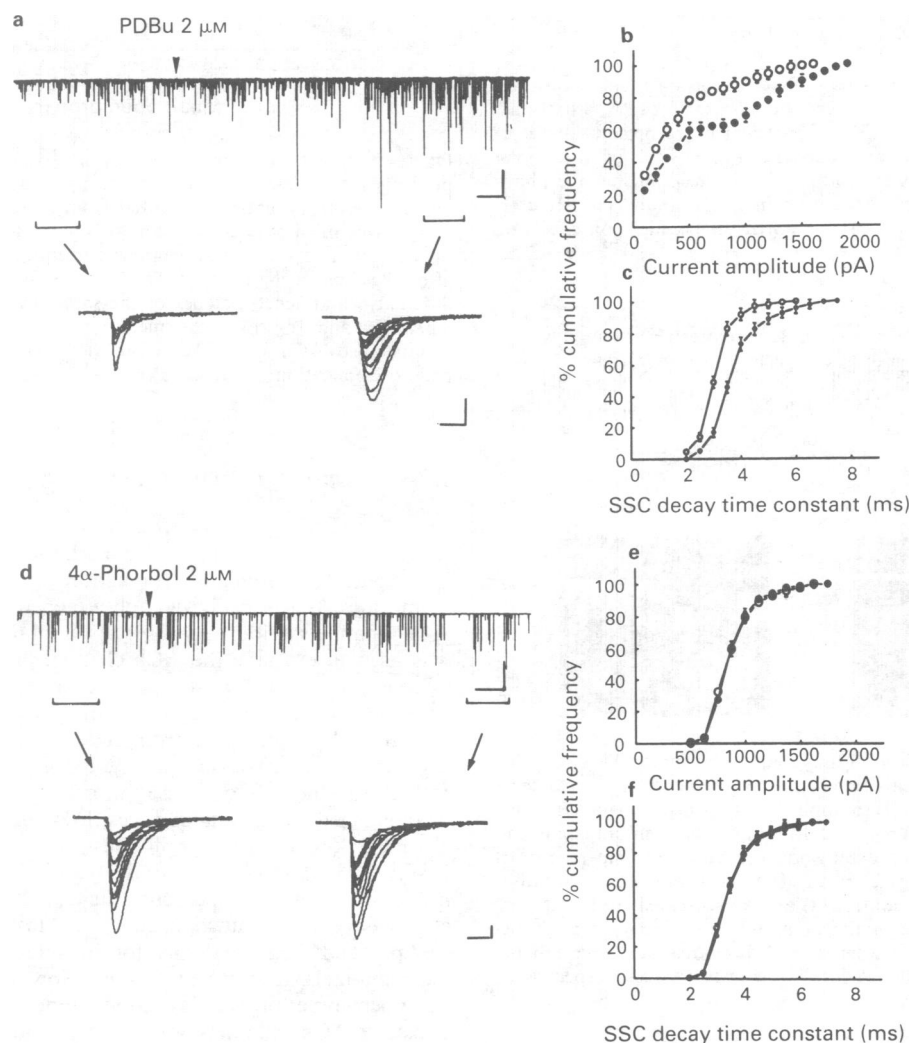 a
PDBu 2 μM
b
100
80
60
40
20
0
0 500 1000 1500 2000
Current amplitude (pA)
% cumulative frequency
c
100
80
60
40
20
0
0 2 4 6 8
SSC decay time constant (ms)
d
4α-Phorbol 2 μM
e
100
80
60
40
20
0
0 500 1000 1500 2000
Current amplitude (pA)
% cumulative frequency
f
100
80
60
40
20
0
0 2 4 6 8
SSC decay time constant (ms)